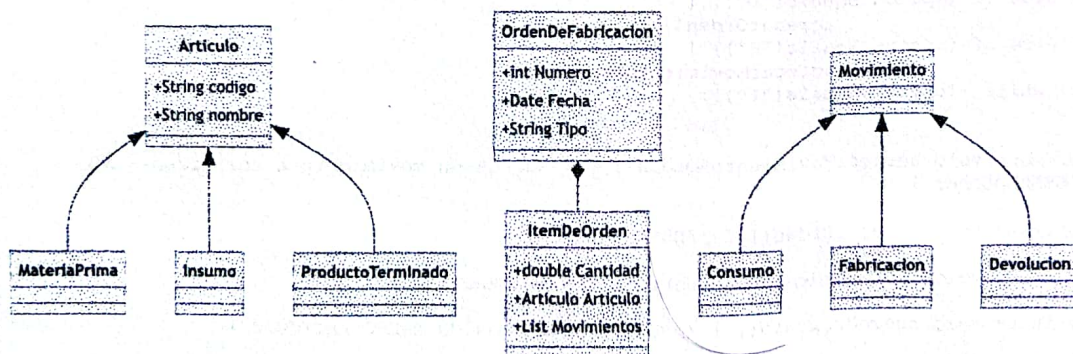 Articulo
+String codigo
+String nombre
MateriaPrima
Insumo
ProductoTerminado
OrdenDeFabricacion
+int Numero
+Date Fecha
+String Tipo
ItemDeOrden
+double Cantidad
+Articulo Articulo
+List Movimientos
Movimiento
Consumo
Fabricacion
Devolucion